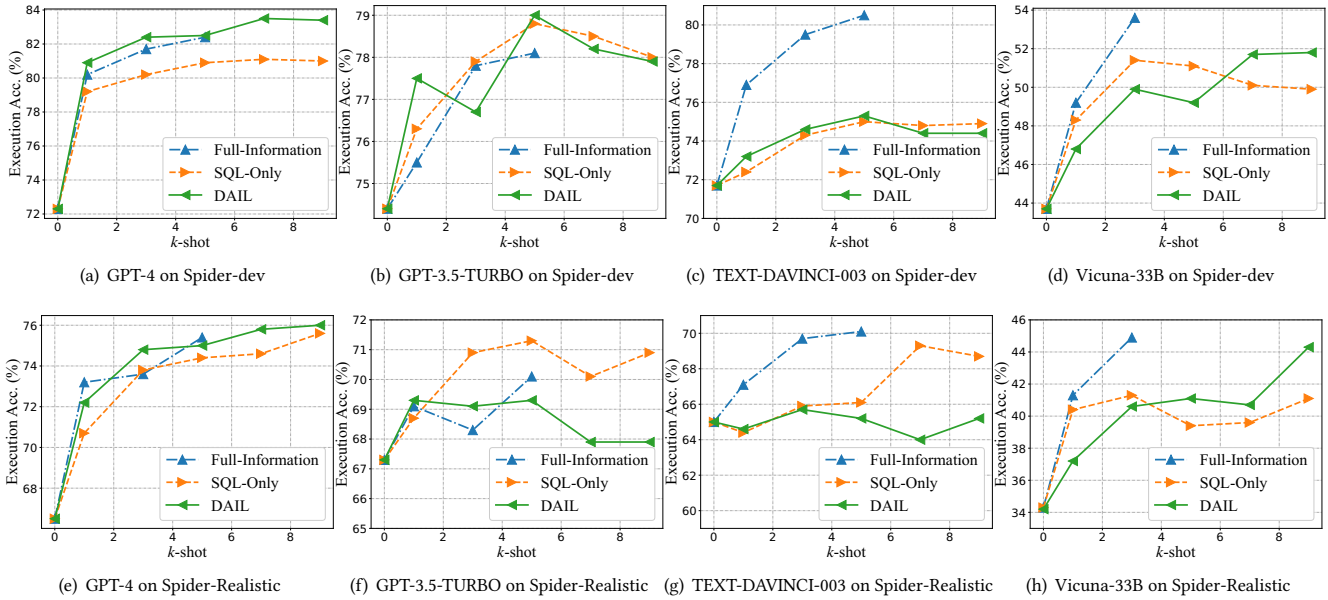 84
82
80
78
76
74
72
Execution Acc. (%)
Full-Information
SQL-Only
DAIL
0 2 4 6 8
k-shot
(a) GPT-4 on Spider-dev
79
78
77
76
75
Execution Acc. (%)
Full-Information
SQL-Only
DAIL
0 2 4 6 8
k-shot
(b) GPT-3.5-TURBO on Spider-dev
80
78
76
74
72
70
Execution Acc. (%)
Full-Information
SQL-Only
DAIL
0 2 4 6 8
k-shot
(c) TEXT-DAVINCI-003 on Spider-dev
54
52
50
48
46
44
Execution Acc. (%)
Full-Information
SQL-Only
DAIL
0 2 4 6 8
k-shot
(d) Vicuna-33B on Spider-dev
76
74
72
70
68
Execution Acc. (%)
Full-Information
SQL-Only
DAIL
0 2 4 6 8
k-shot
(e) GPT-4 on Spider-Realistic
72
71
70
69
68
67
66
65
Execution Acc. (%)
Full-Information
SQL-Only
DAIL
0 2 4 6 8
k-shot
(f) GPT-3.5-TURBO on Spider-Realistic
70
68
66
64
62
60
Execution Acc. (%)
Full-Information
SQL-Only
DAIL
0 2 4 6 8
k-shot
(g) TEXT-DAVINCI-003 on Spider-Realistic
46
44
42
40
38
36
34
Execution Acc. (%)
Full-Information
SQL-Only
DAIL
0 2 4 6 8
k-shot
(h) Vicuna-33B on Spider-Realistic